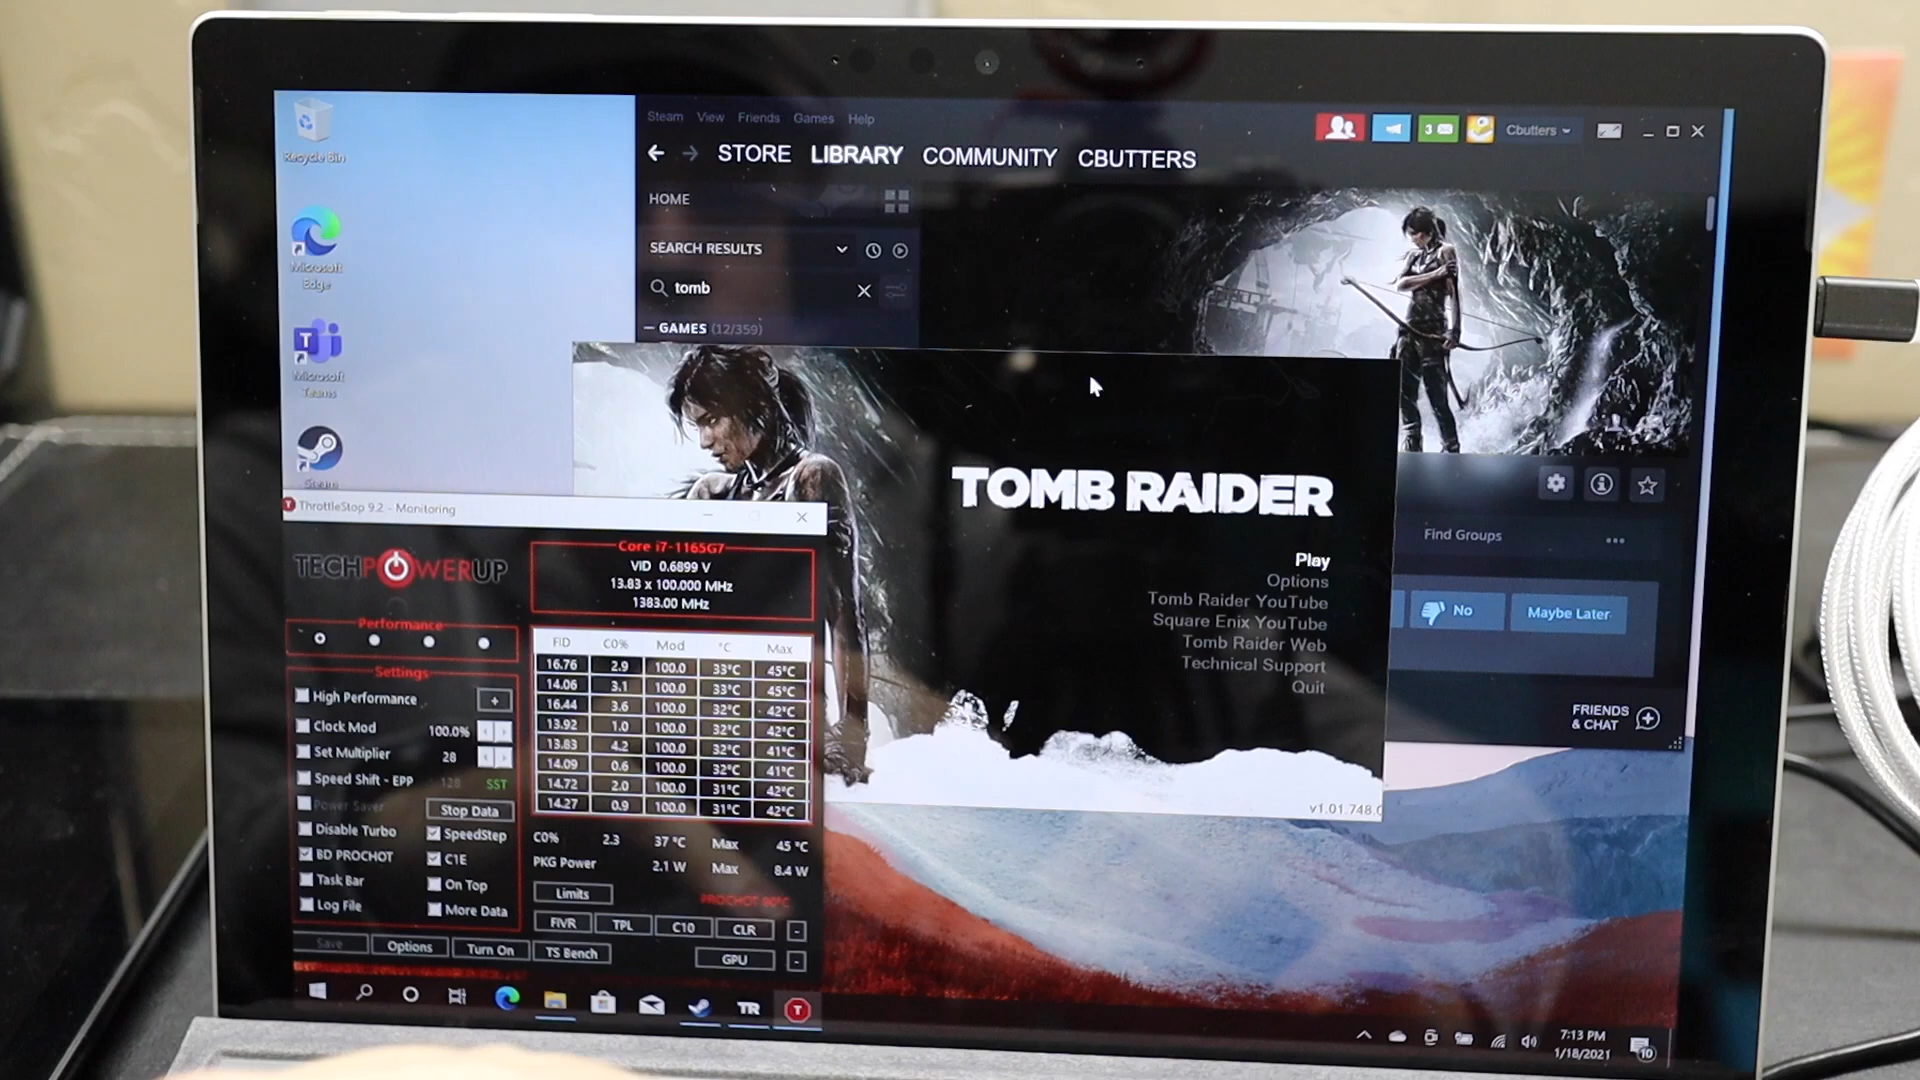 Recycle Bin
Microsoft
Edge
Microsoft
Teams
Steam
Steam View Friends Games Help
3
Cbutters
STORE LIBRARY COMMUNITY CBUTTERS
HOME
SEARCH RESULTS
tomb
GAMES (12/359)
TOMB RAIDER
Play
Options
Tomb Raider YouTube
Square Enix YouTube
Tomb Raider Web
Technical Support
Quit
v1.01.748.
Find Groups
No
Maybe Later
FRIENDS
& CHAT
ThrottleStop 9.2 - Monitoring
TECHPOWERUP
Core i7-1165G7
VID 0.6899 V
13.83 x 100.000 MHz
1383.00 MHz
Performance
Settings
High Performance +
Clock Mod 100.0%
Set Multiplier 28
Speed Shift - EPP 128 SST
Power Saver Stop Data
Disable Turbo SpeedStep
BD PROCHOT C1E
Task Bar On Top
Log File More Data
Save Options Turn On
FID C0% Mod °C Max
16.76 2.9 100.0 33°C 45°C
14.06 3.1 100.0 33°C 45°C
16.44 3.6 100.0 32°C 42°C
13.92 1.0 100.0 32°C 42°C
13.83 4.2 100.0 32°C 41°C
14.09 0.6 100.0 32°C 41°C
14.72 2.0 100.0 31°C 42°C
14.27 0.9 100.0 31°C 42°C
C0% 2.3 37 °C Max 45 °C
PKG Power 2.1 W Max 8.4 W
Limits PROCHOT 90°C
FIVR TPL C10 CLR -
TS Bench GPU -
TR
T
7:13 PM
1/18/2021
10